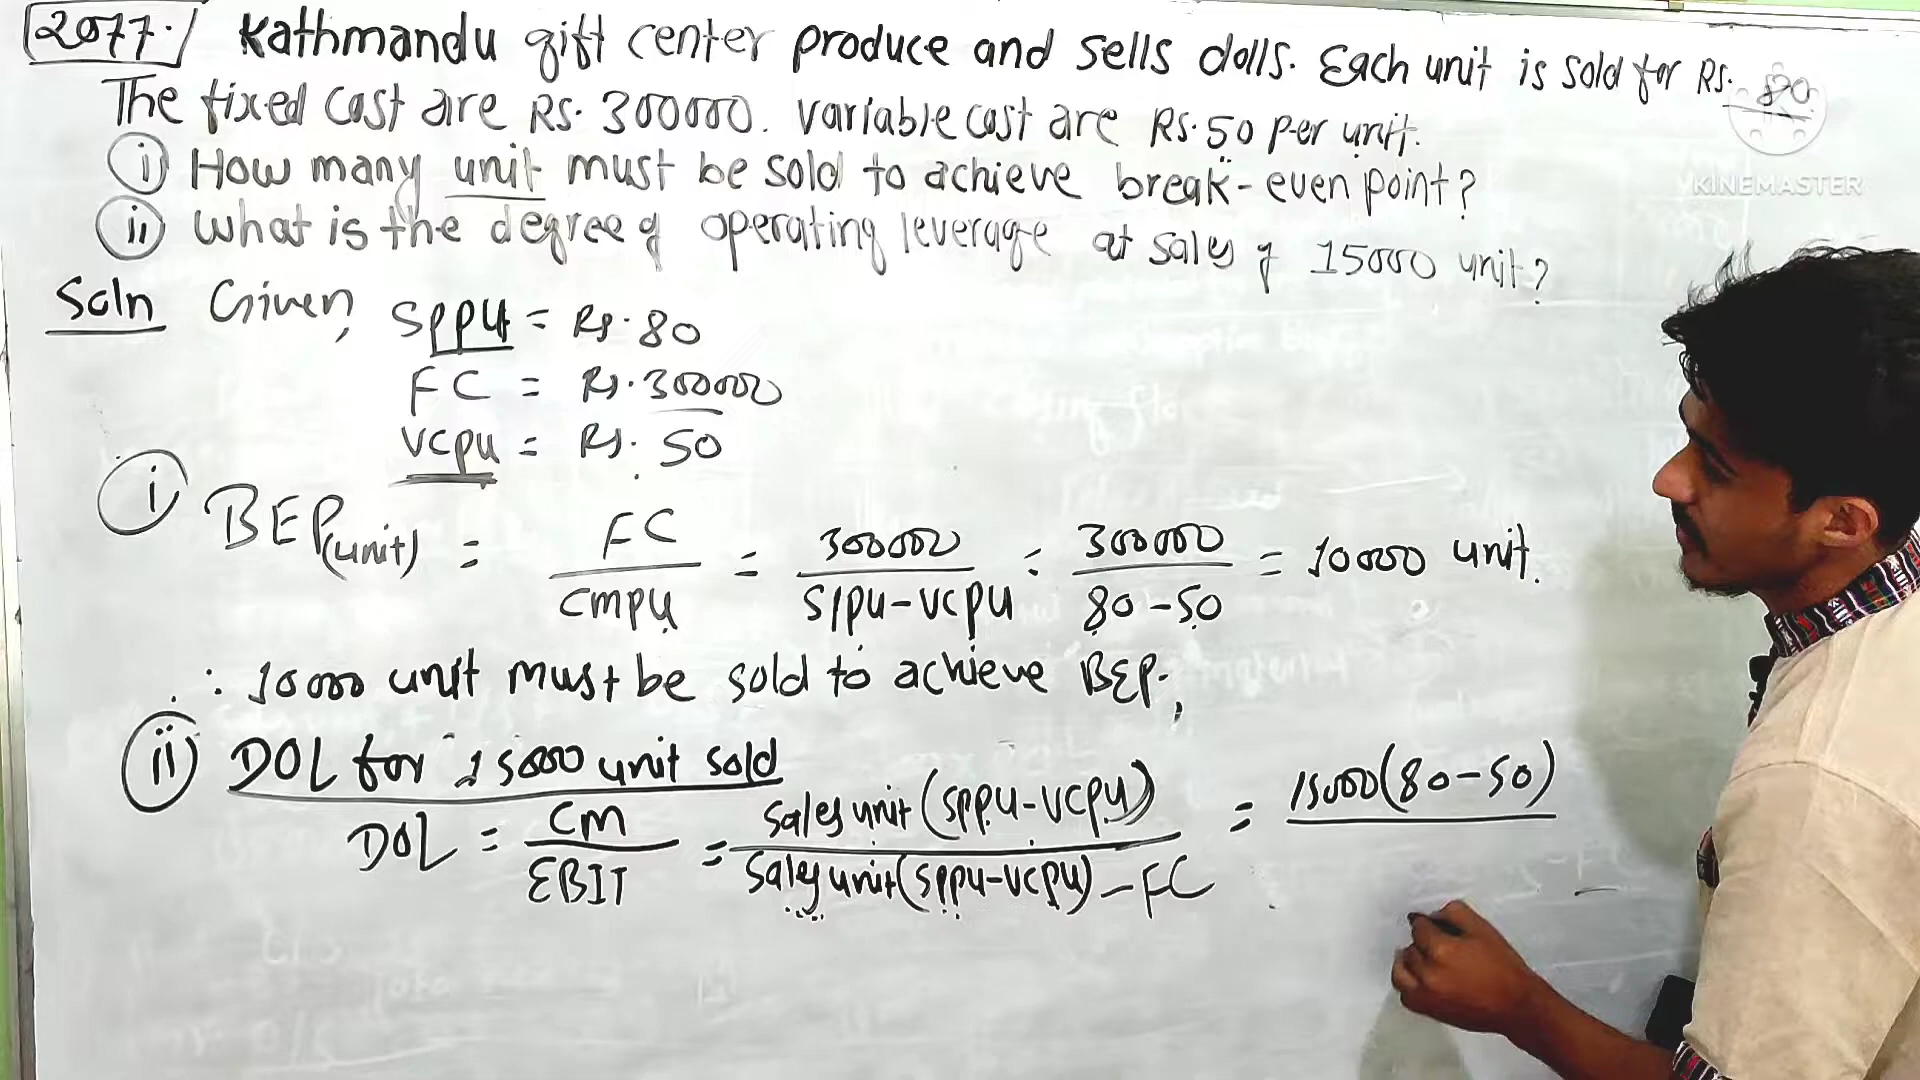 2077. Kathmandu gift center produce and sells dolls. Each unit is sold for Rs. 80
The fixed cost are Rs. 300000. variable cost are Rs. 50 per unit.
i) How many unit must be sold to achieve break-even point?
ii) What is the degree of operating leverage at sales of 15000 unit?
KINEMASTER
Soln Given, SPPU = Rs. 80
FC = Rs. 300000
VCPU = Rs. 50
i) BEP(unit) = FC / CMPU = 300000 / SPPU-VCPU = 300000 / 80-50 = 10000 unit.
∴ 10000 unit must be sold to achieve BEP.
ii) DOL for 15000 unit sold
DOL = CM / EBIT = Sales unit (SPPU-VCPU) / Sales unit (SPPU-VCPU) - FC = 15000(80-50)